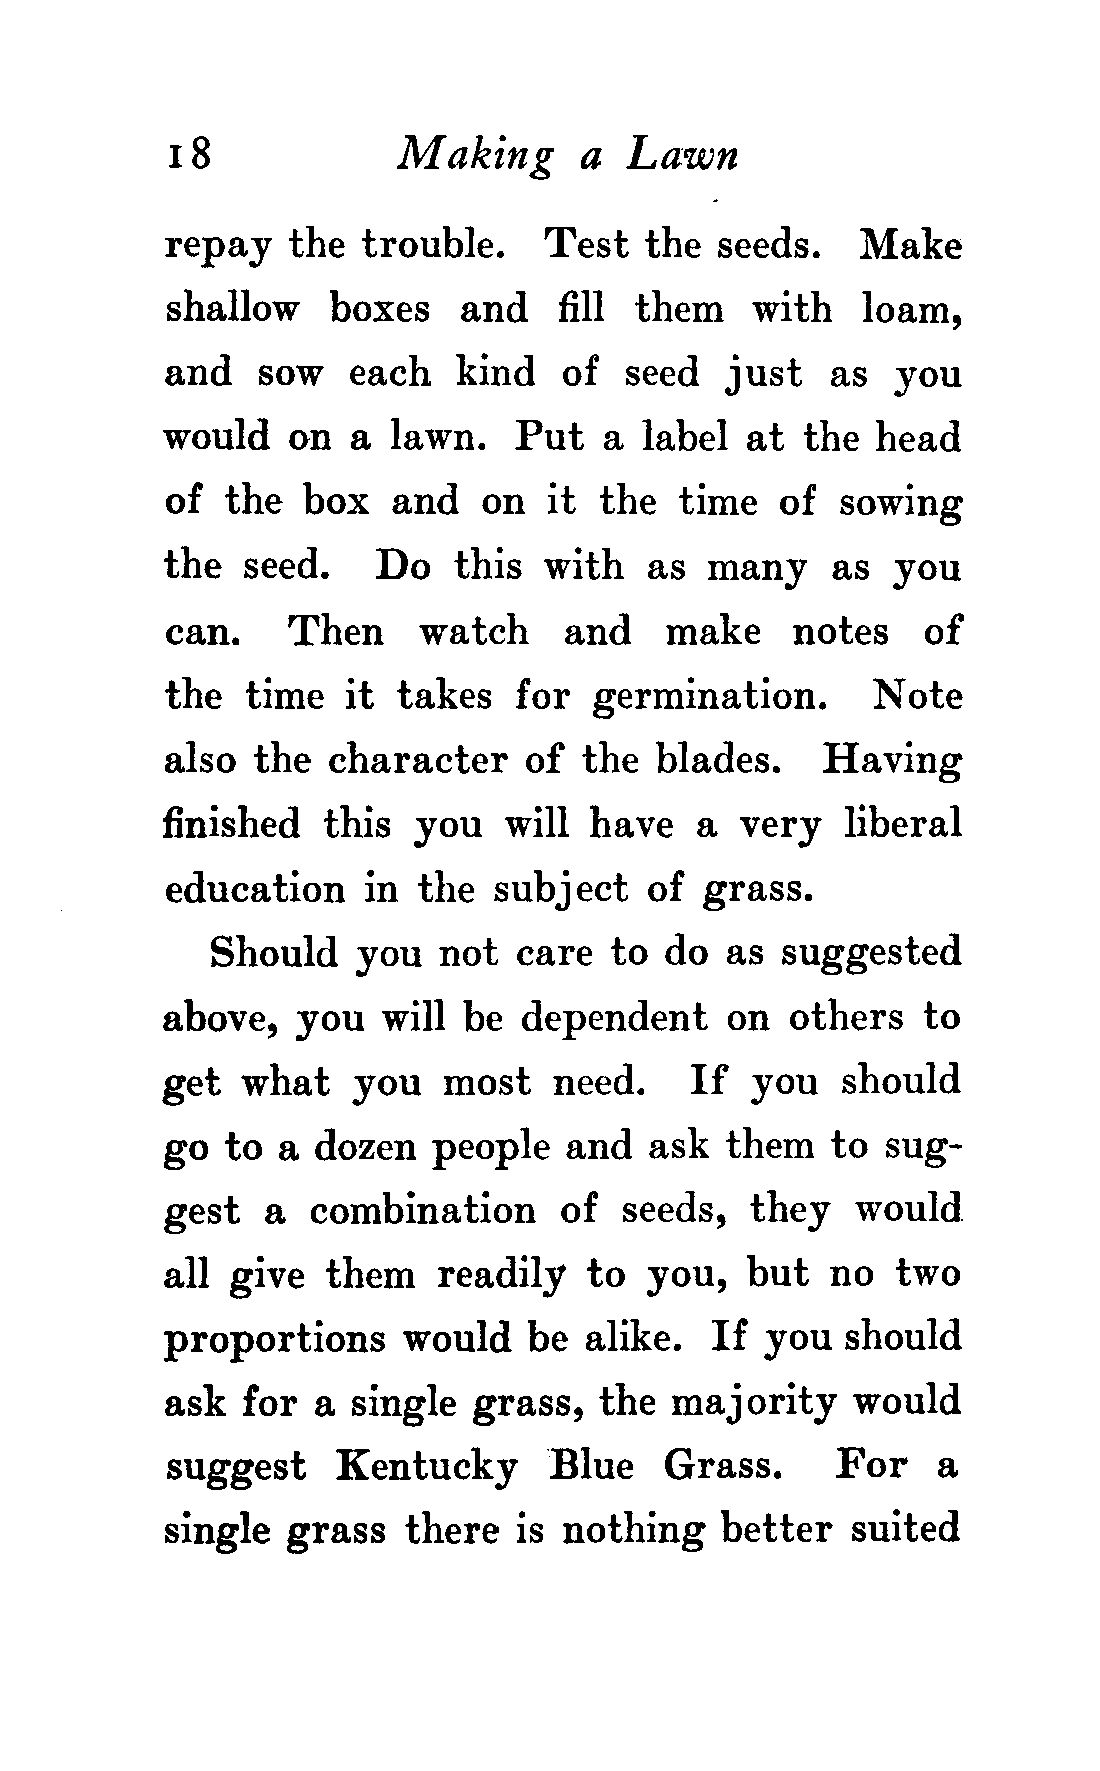 18 Making a Lawn
repay the trouble. Test the seeds. Make
shallow boxes and fill them with loam,
and sow each kind of seed just as you
would on a lawn. Put a label at the head
of the box and on it the time of sowing
the seed. Do this with as many as you
can. Then watch and make notes of
the time it takes for germination. Note
also the character of the blades. Having
finished this you will have a very liberal
education in the subject of grass.
Should you not care to do as suggested
above, you will be dependent on others to
get what you most need. If you should
go to a dozen people and ask them to sug-
gest a combination of seeds, they would
all give them readily to you, but no two
proportions would be alike. If you should
ask for a single grass, the majority would
suggest Kentucky Blue Grass. For a
single grass there is nothing better suited